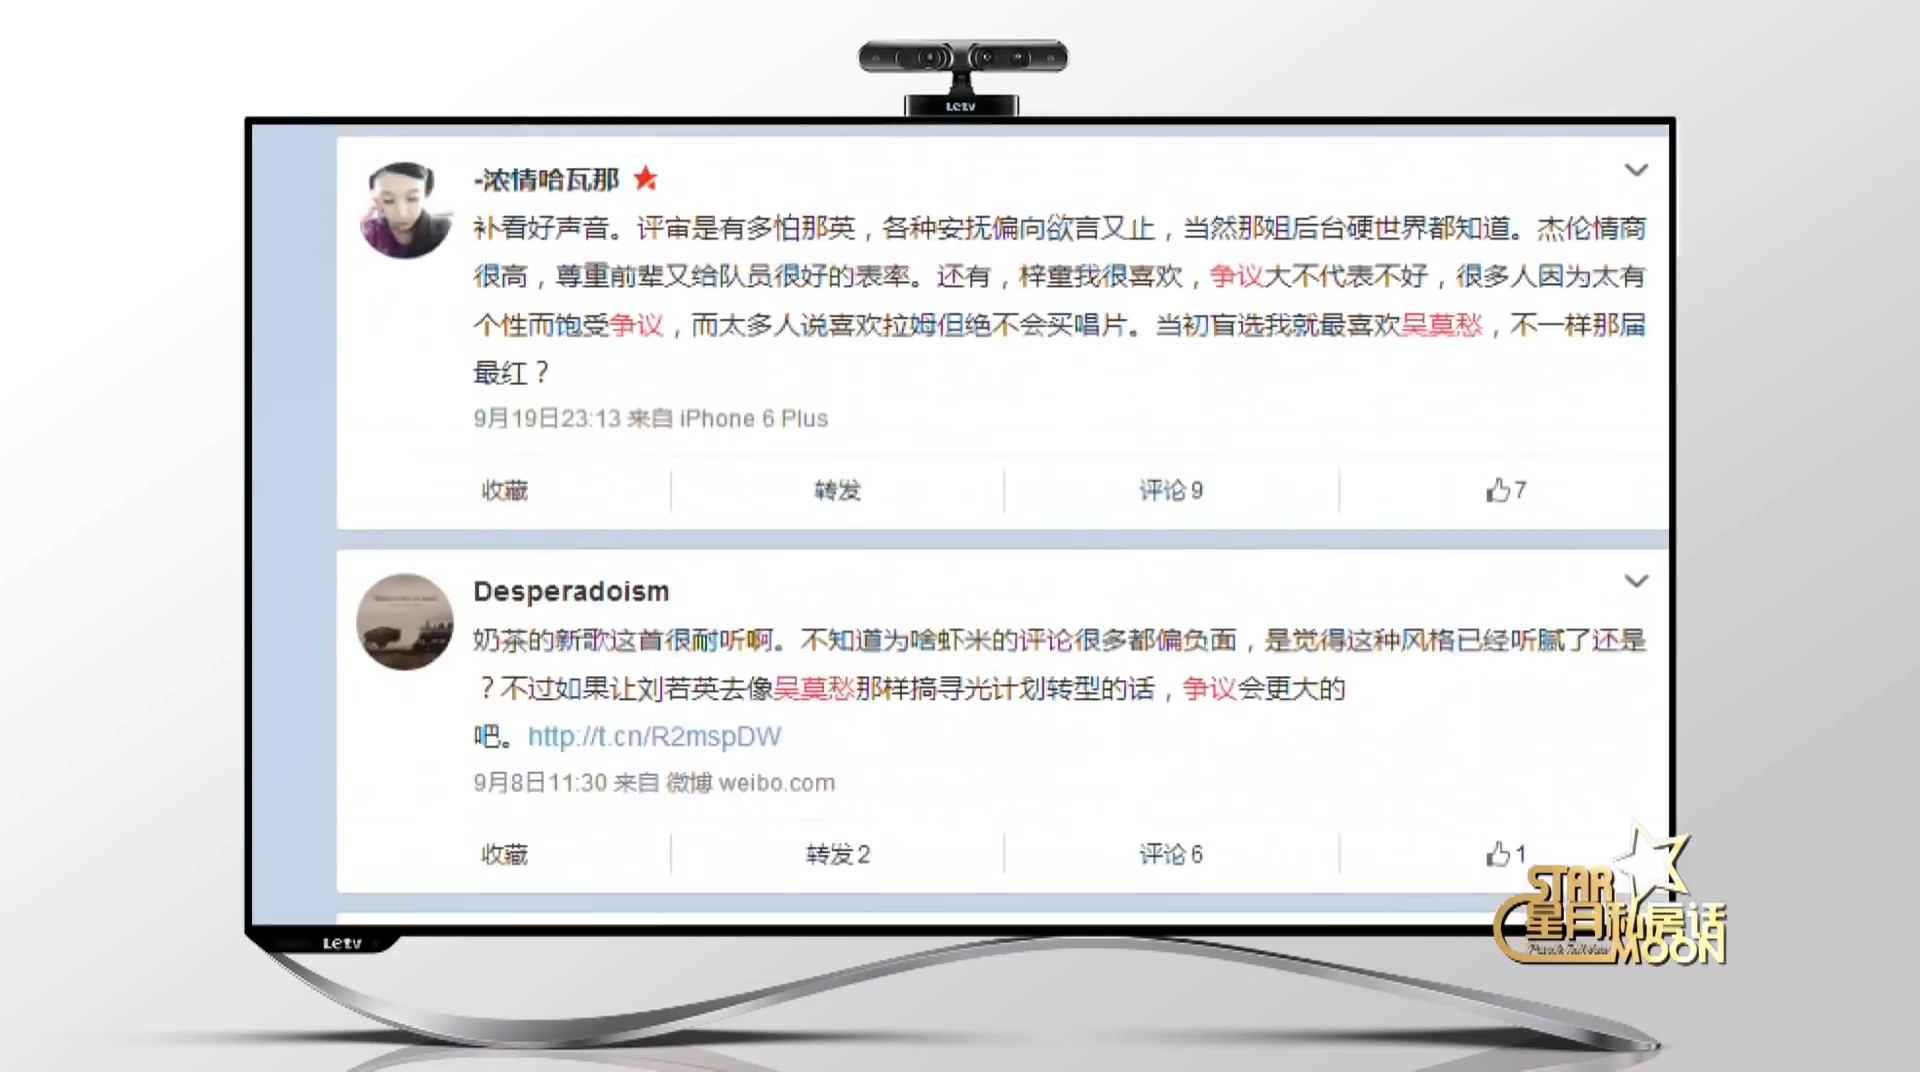 Letv
-浓情哈瓦那
补看好声音。评审是有多怕那英，各种安抚偏向欲言又止，当然那姐后台硬世界都知道。杰伦情商
很高，尊重前辈又给队员很好的表率。还有，梓童我很喜欢，争议大不代表不好，很多人因为太有
个性而饱受争议，而太多人说喜欢拉姆但绝不会买唱片。当初盲选我就最喜欢吴莫愁，不一样那届
最红？
9月19日23:13 来自 iPhone 6 Plus
收藏 转发 评论 9 7
Desperadoism
奶茶的新歌这首很耐听啊。不知道为啥虾米的评论很多都偏负面，是觉得这种风格已经听腻了还是
？不过如果让刘若英去像吴莫愁那样搞寻光计划转型的话，争议会更大的
吧。 http://t.cn/R2mspDW
9月8日11:30 来自 微博 weibo.com
收藏 转发 2 评论 6 1
STAR
星月私房话
MOON
Letv